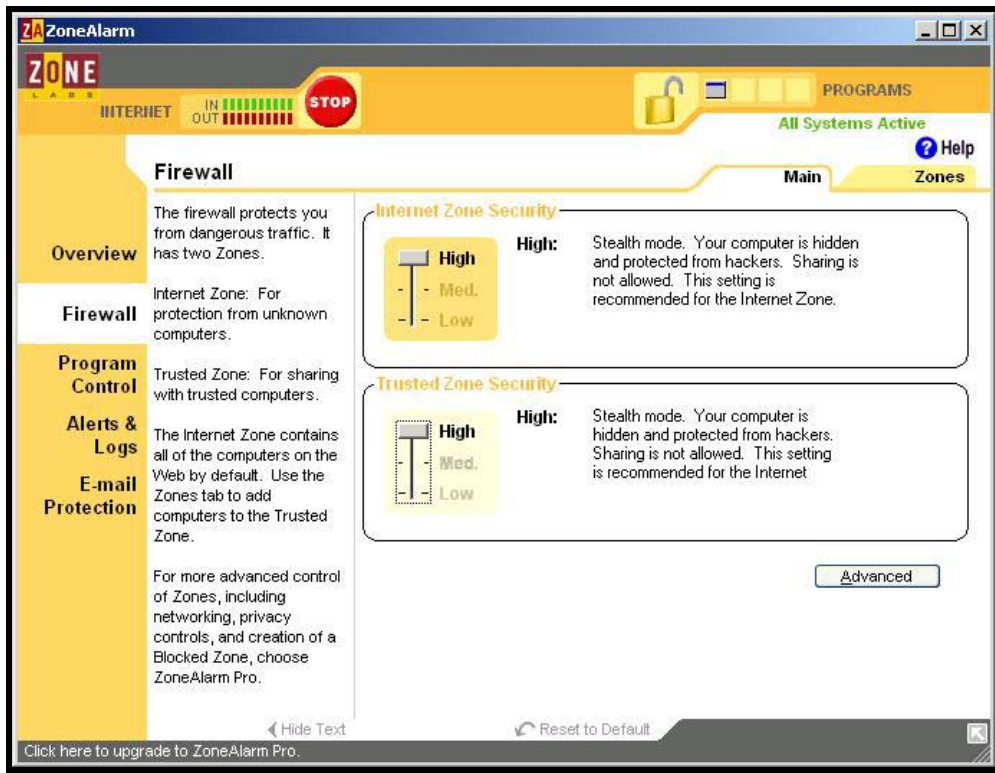 ZA ZoneAlarm
ZONE
LABS
INTERNET
IN
OUT
STOP
PROGRAMS
All Systems Active
? Help
Firewall
Main
Zones
Overview
Firewall
Program
Control
Alerts &
Logs
E-mail
Protection
The firewall protects you
from dangerous traffic. It
has two Zones.
Internet Zone: For
protection from unknown
computers.
Trusted Zone: For sharing
with trusted computers.
The Internet Zone contains
all of the computers on the
Web by default. Use the
Zones tab to add
computers to the Trusted
Zone.
For more advanced control
of Zones, including
networking, privacy
controls, and creation of a
Blocked Zone, choose
ZoneAlarm Pro.
Internet Zone Security
High
Med.
Low
High:
Stealth mode. Your computer is hidden
and protected from hackers. Sharing is
not allowed. This setting is
recommended for the Internet Zone.
Trusted Zone Security
High
Med.
Low
High:
Stealth mode. Your computer is
hidden and protected from hackers.
Sharing is not allowed. This setting
is recommended for the Internet
Advanced
Hide Text
Reset to Default
Click here to upgrade to ZoneAlarm Pro.